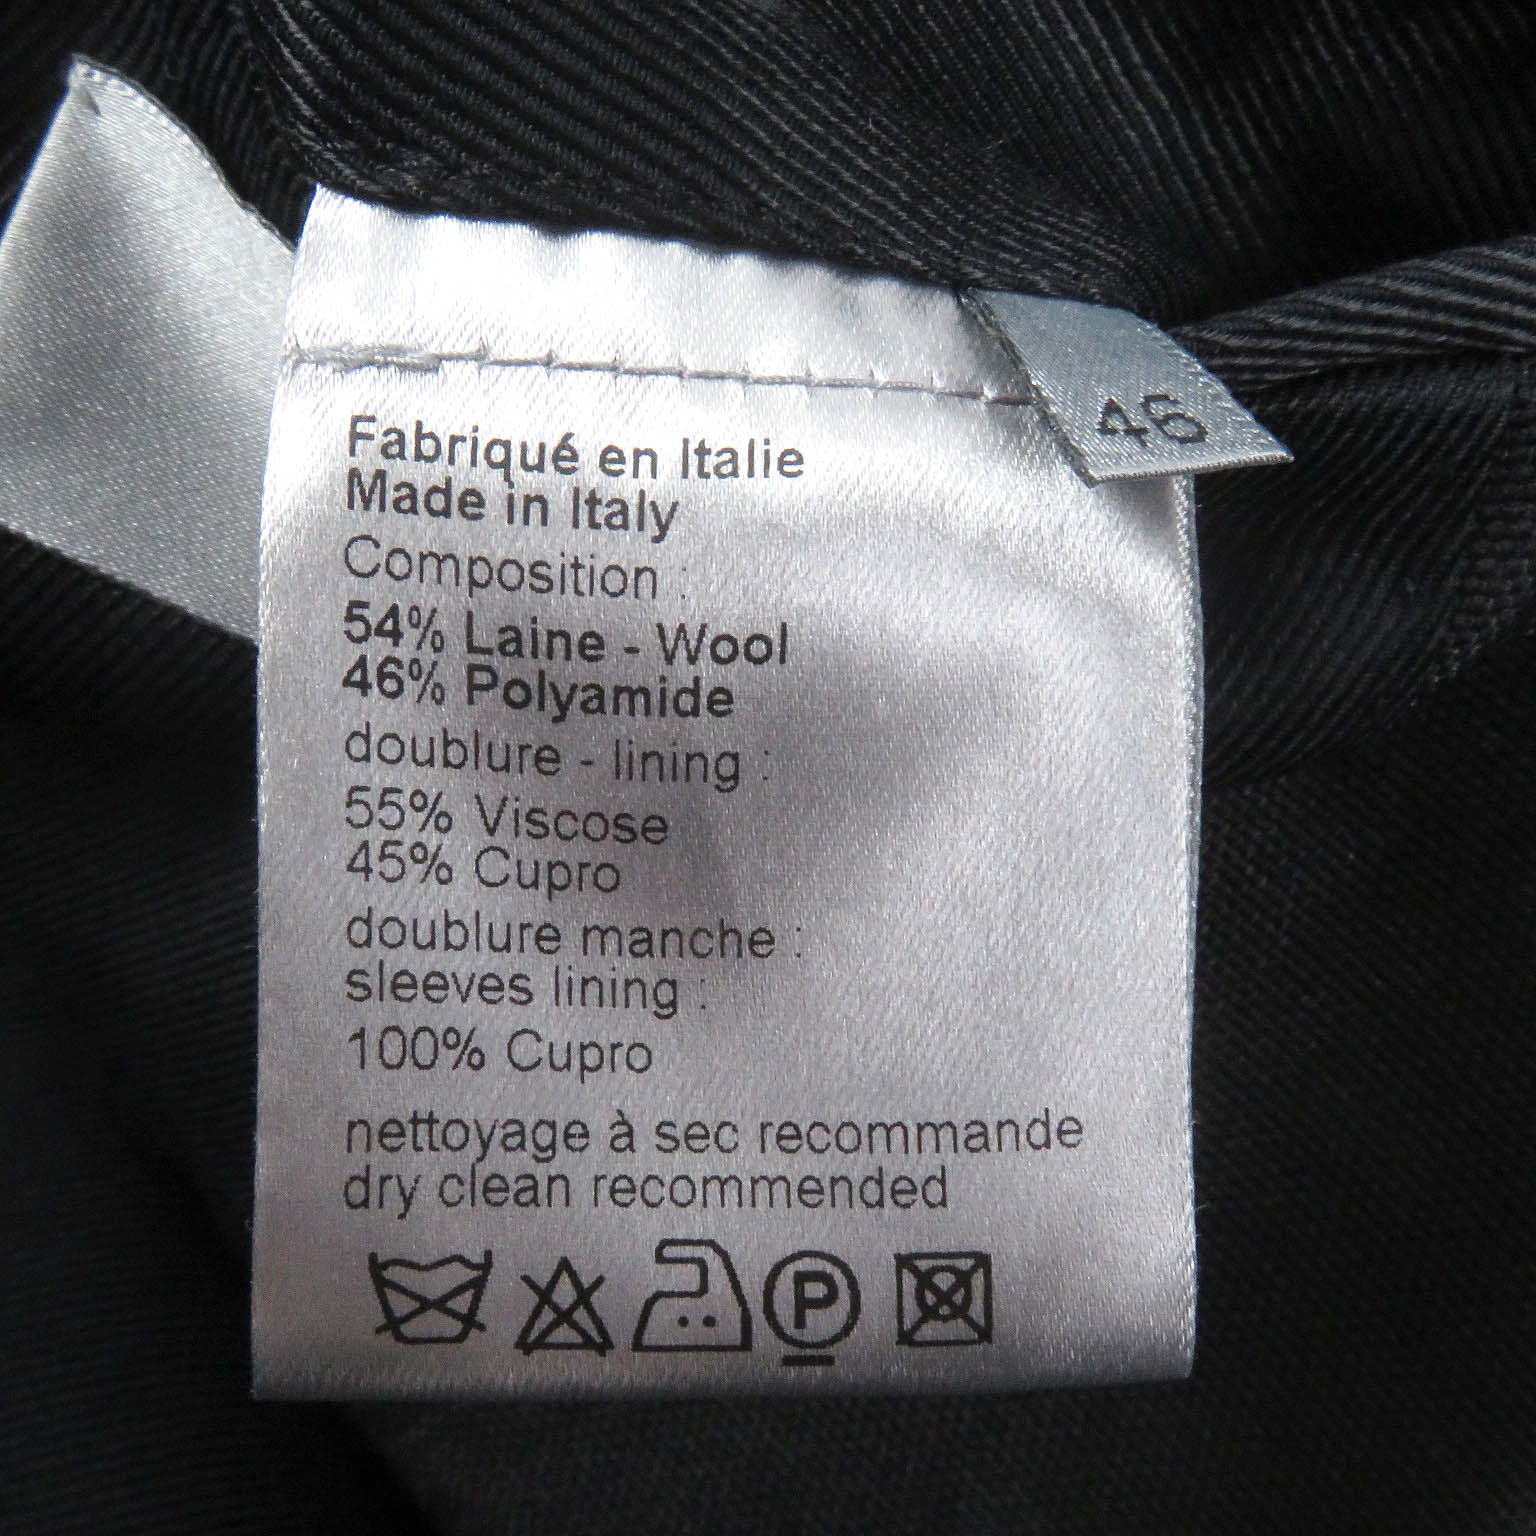 46
Fabriqué en Italie
Made in Italy
Composition :
54% Laine - Wool
46% Polyamide
doublure - lining :
55% Viscose
45% Cupro
doublure manche :
sleeves lining :
100% Cupro
nettoyage à sec recommande
dry clean recommended
P